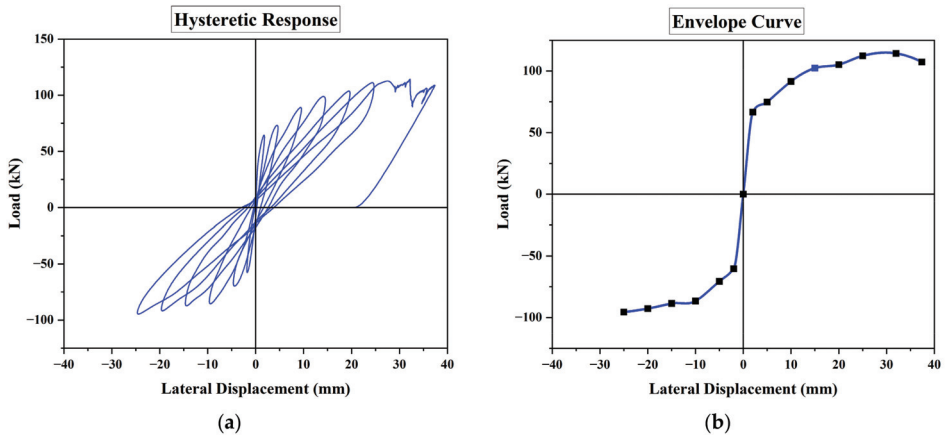 Hysteretic Response
150
100
50
0
−50
−100
Load (kN)
−40 −30 −20 −10 0 10 20 30 40
Lateral Displacement (mm)
(a)
Envelope Curve
100
50
0
−50
−100
Load (kN)
−40 −30 −20 −10 0 10 20 30 40
Lateral Displacement (mm)
(b)